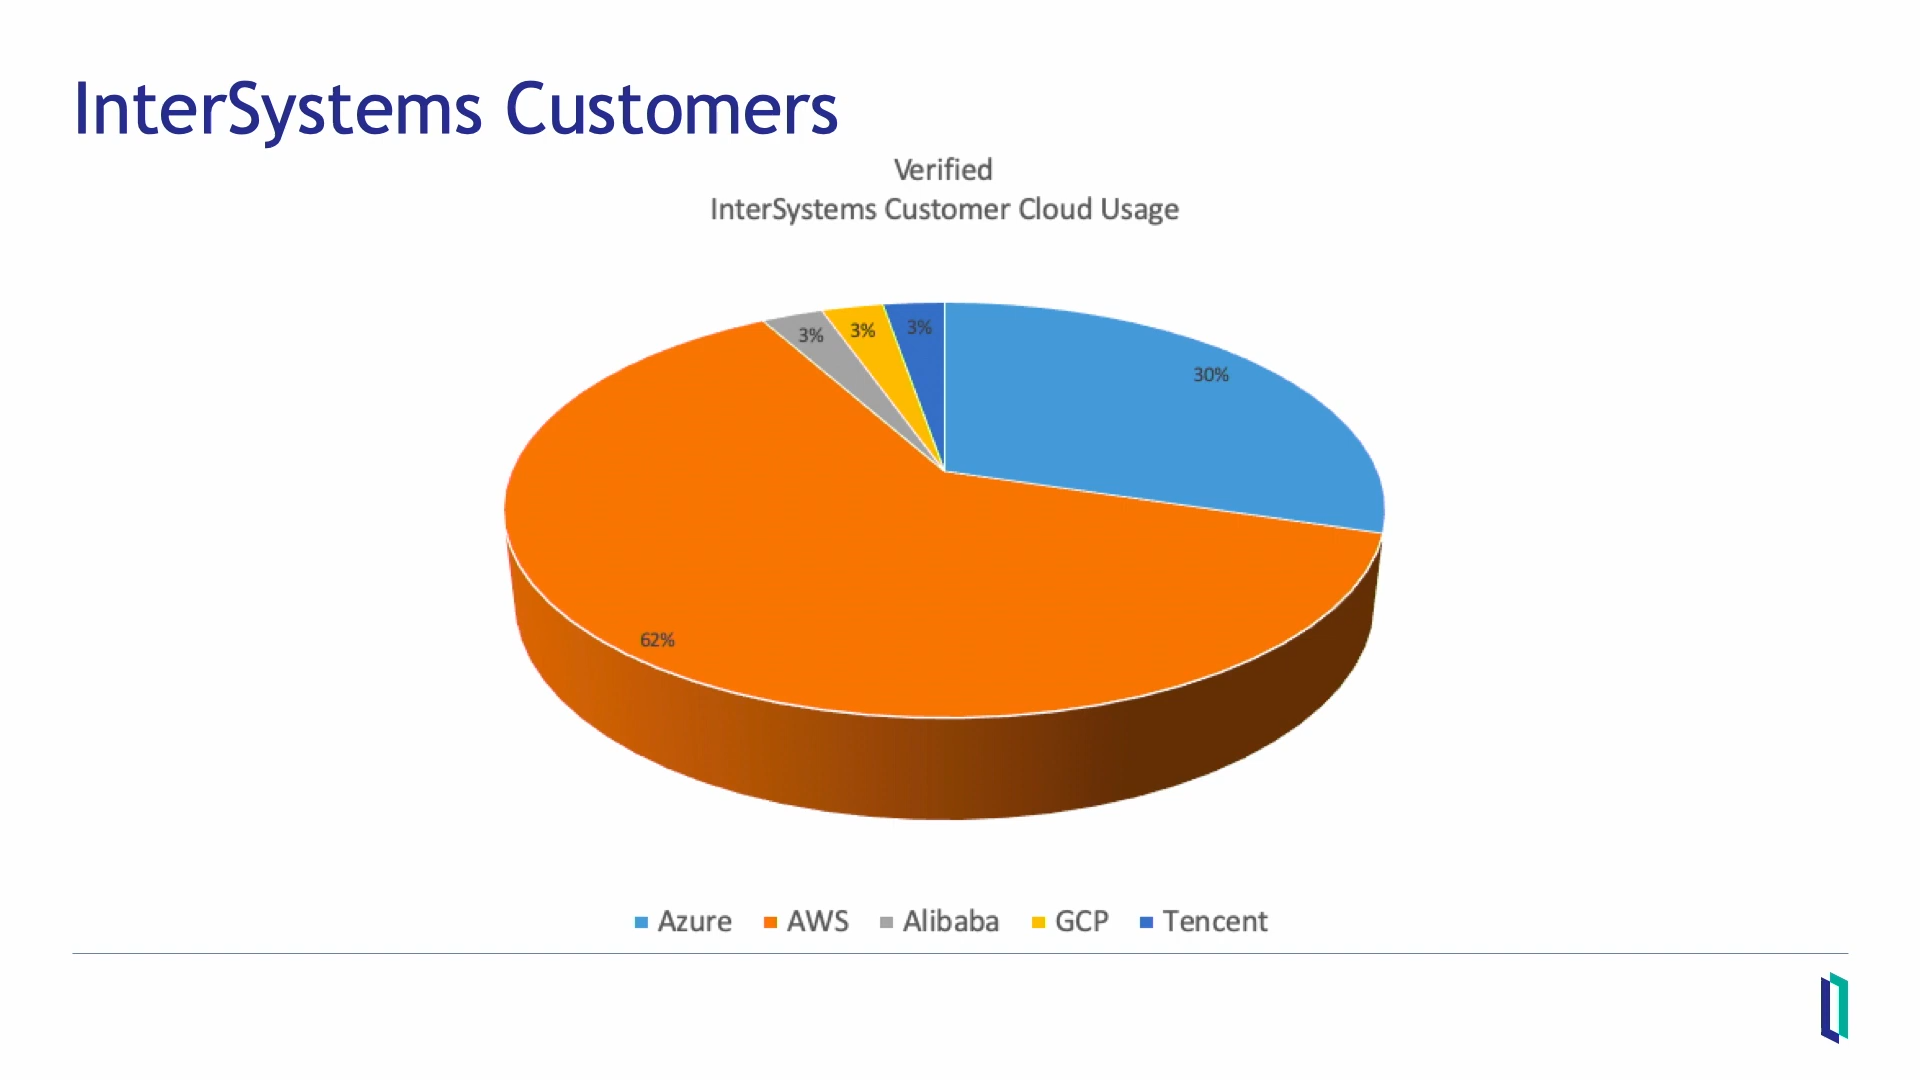 InterSystems Customers
Verified
InterSystems Customer Cloud Usage
3%
3%
3%
30%
62%
Azure AWS Alibaba GCP Tencent